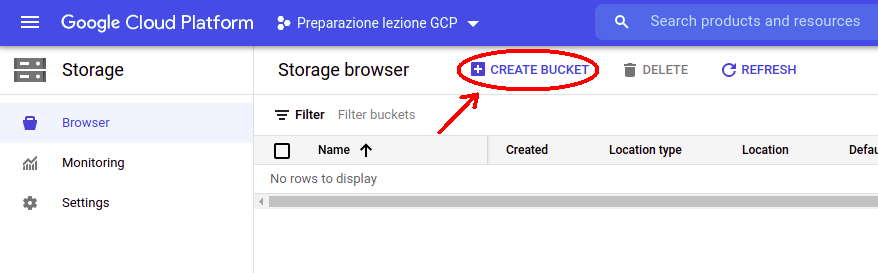 Google Cloud Platform
Preparazione lezione GCP
Search products and resources
Storage
Storage browser
CREATE BUCKET
DELETE
REFRESH
Browser
Monitoring
Settings
Filter
Filter buckets
Name
Created
Location type
Location
Defau
No rows to display